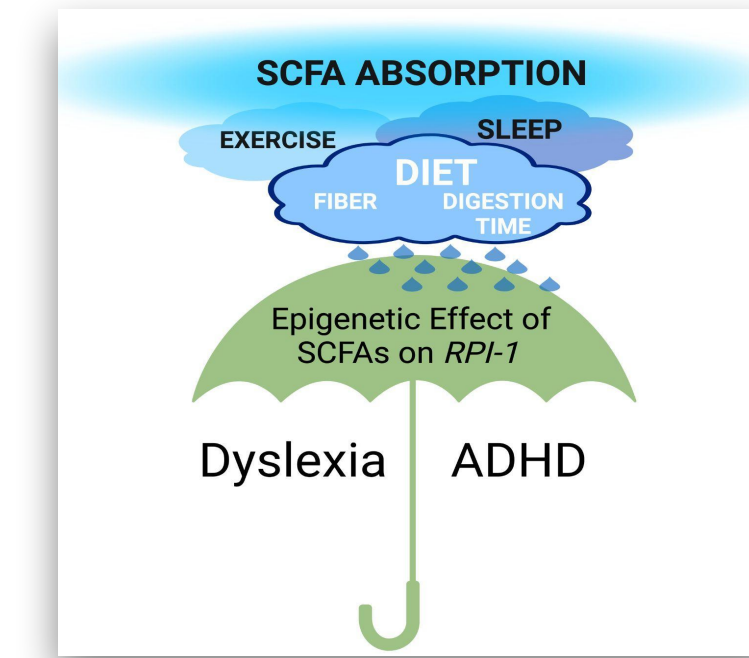 SCFA ABSORPTION
EXERCISE
SLEEP
DIET
FIBER
DIGESTION
TIME
Epigenetic Effect of
SCFAs on RPI-1
Dyslexia
ADHD